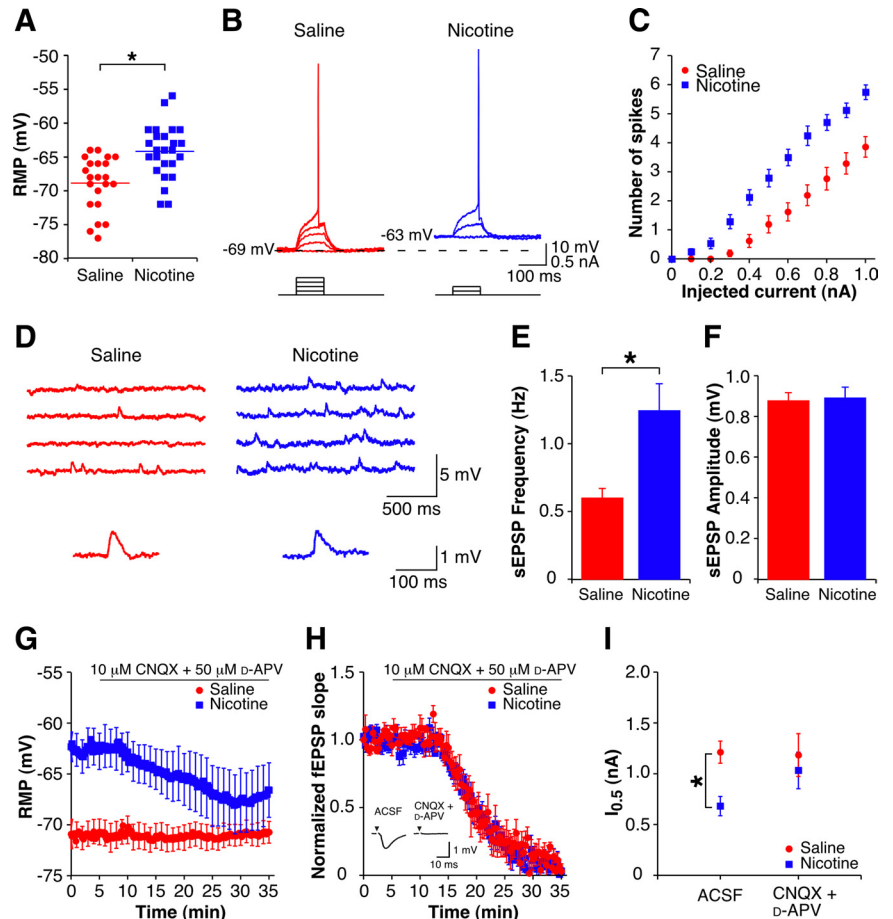 A
RMP (mV)
-50
-55
-60
-65
-70
-75
-80
*
Saline
Nicotine
B
Saline
Nicotine
-69 mV
-63 mV
10 mV
0.5 nA
100 ms
C
Number of spikes
7
6
5
4
3
2
1
0
Saline
Nicotine
0 0.2 0.4 0.6 0.8 1.0
Injected current (nA)
D
Saline
Nicotine
5 mV
500 ms
1 mV
100 ms
E
sEPSP Frequency (Hz)
1.5
1.0
0.5
0
*
Saline
Nicotine
F
sEPSP Amplitude (mV)
1.0
0.8
0.6
0.4
0.2
0
Saline
Nicotine
G
RMP (mV)
-55
-60
-65
-70
-75
10 μM CNQX + 50 μM D-APV
Saline
Nicotine
0 5 10 15 20 25 30 35
Time (min)
H
Normalized fEPSP slope
1.5
1.0
0.5
0
10 μM CNQX + 50 μM D-APV
Saline
Nicotine
ACSF
CNQX +
D-APV
1 mV
10 ms
0 5 10 15 20 25 30 35
Time (min)
I
I0.5 (nA)
2.0
1.5
1.0
0.5
0
*
Saline
Nicotine
ACSF
CNQX +
D-APV